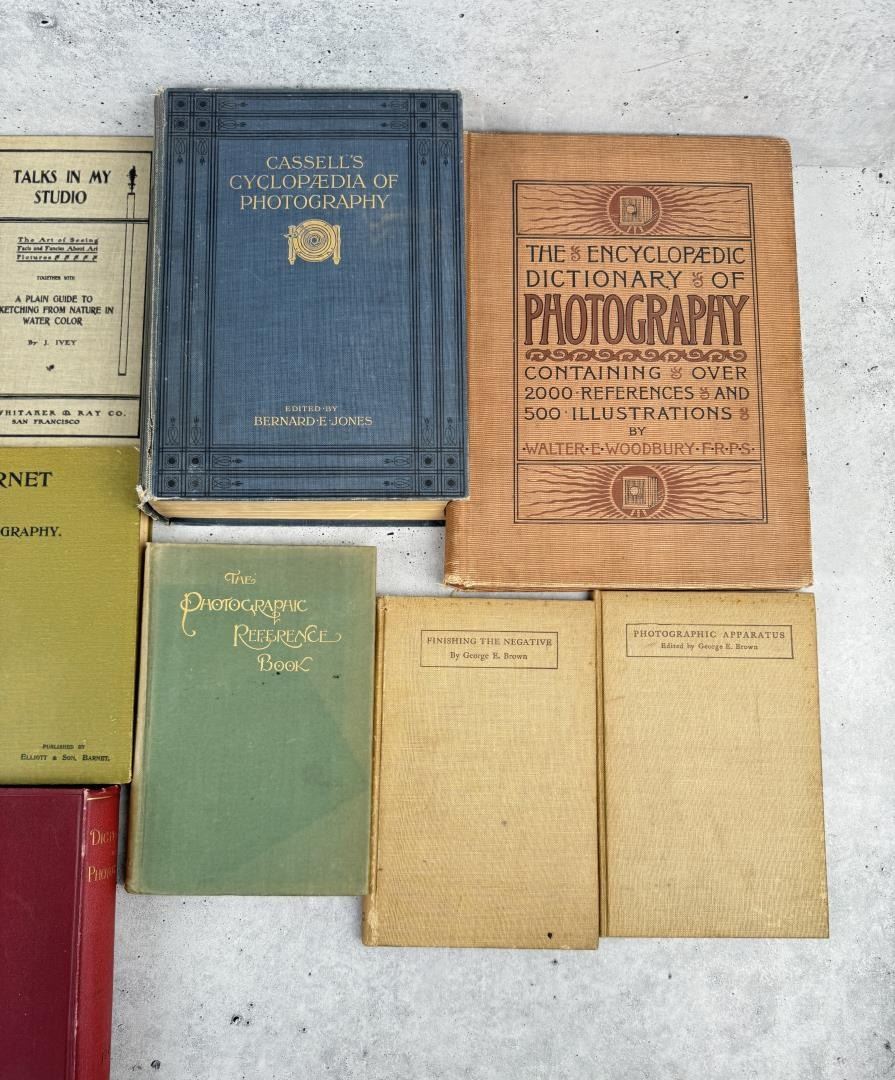 TALKS IN MY
STUDIO
The Art of Seeing
Facts and Fancies About Art
Pictures
TOGETHER WITH
A PLAIN GUIDE TO
SKETCHING FROM NATURE IN
WATER COLOR
By J. IVEY
WHITAKER & RAY CO.
SAN FRANCISCO
CASSELL'S
CYCLOPÆDIA OF
PHOTOGRAPHY
EDITED·BY
BERNARD·E·JONES
THE ENCYCLOPÆDIC
DICTIONARY OF
PHOTOGRAPHY
CONTAINING OVER
2000·REFERENCES AND
500·ILLUSTRATIONS
BY
·WALTER·E·WOODBURY·F·R·P·S·
RNET
GRAPHY.
PUBLISHED BY
ELLIOTT & SON, BARNET.
THE
PHOTOGRAPHIC
REFERENCE
BOOK
FINISHING THE NEGATIVE
By George E. Brown
PHOTOGRAPHIC APPARATUS
Edited by George E. Brown
DICTI
PHOTO